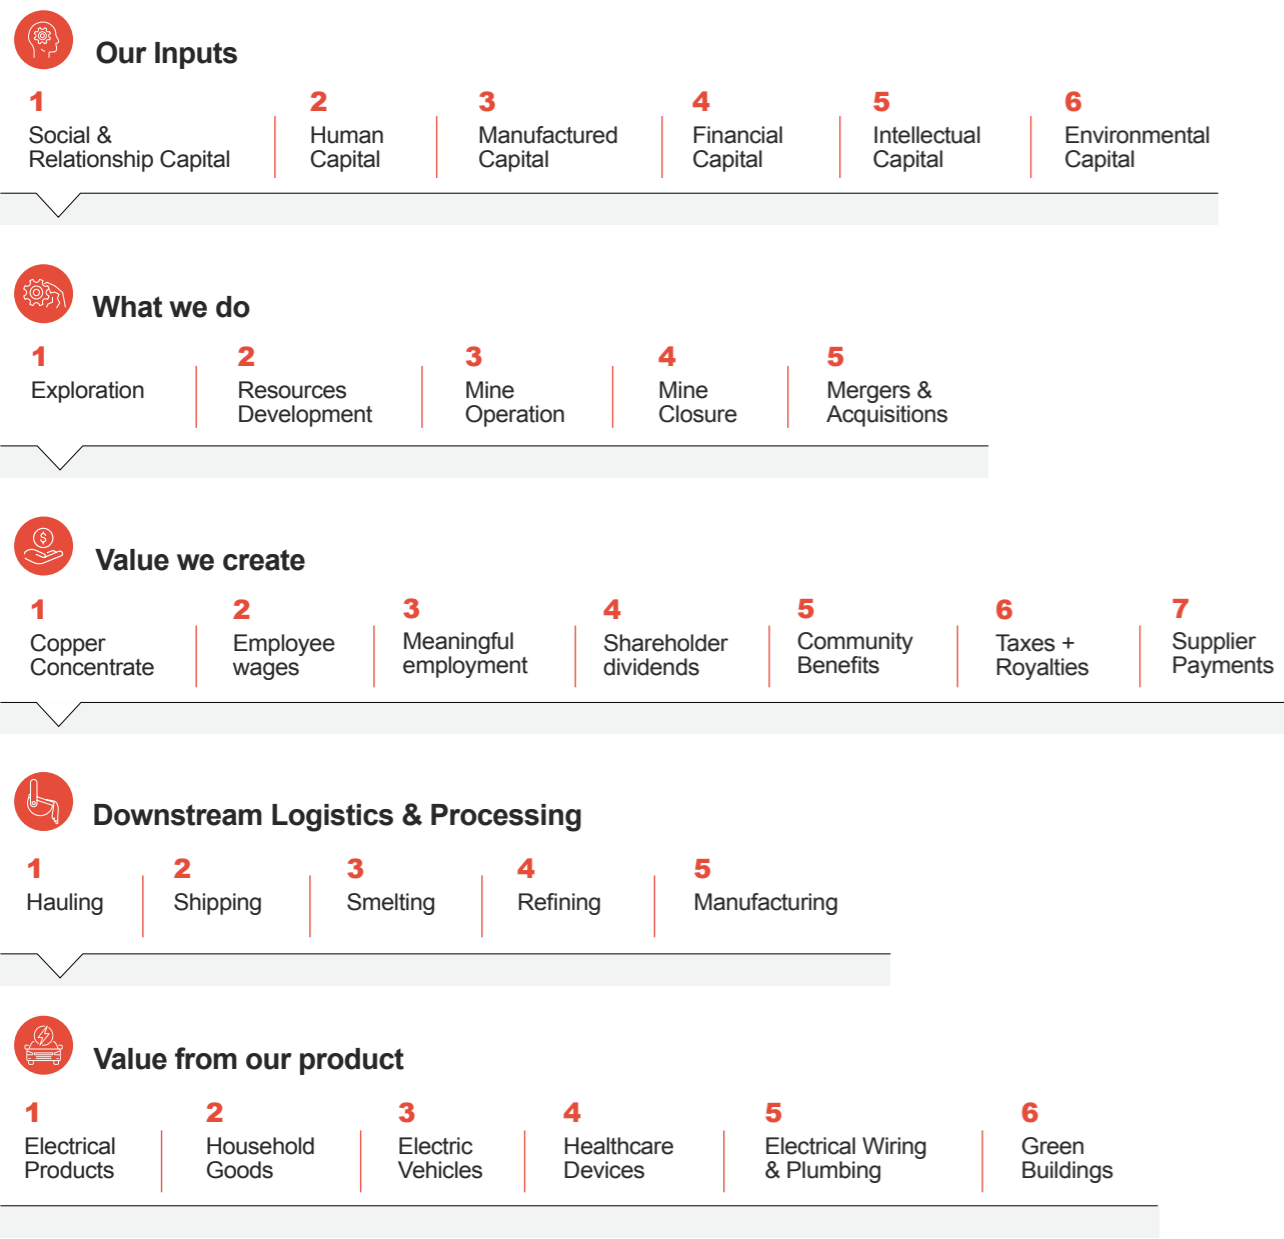 Our Inputs
1
Social &
Relationship Capital
2
Human
Capital
3
Manufactured
Capital
4
Financial
Capital
5
Intellectual
Capital
6
Environmental
Capital
What we do
1
Exploration
2
Resources
Development
3
Mine
Operation
4
Mine
Closure
5
Mergers &
Acquisitions
Value we create
1
Copper
Concentrate
2
Employee
wages
3
Meaningful
employment
4
Shareholder
dividends
5
Community
Benefits
6
Taxes +
Royalties
7
Supplier
Payments
Downstream Logistics & Processing
1
Hauling
2
Shipping
3
Smelting
4
Refining
5
Manufacturing
Value from our product
1
Electrical
Products
2
Household
Goods
3
Electric
Vehicles
4
Healthcare
Devices
5
Electrical Wiring
& Plumbing
6
Green
Buildings